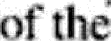 of the